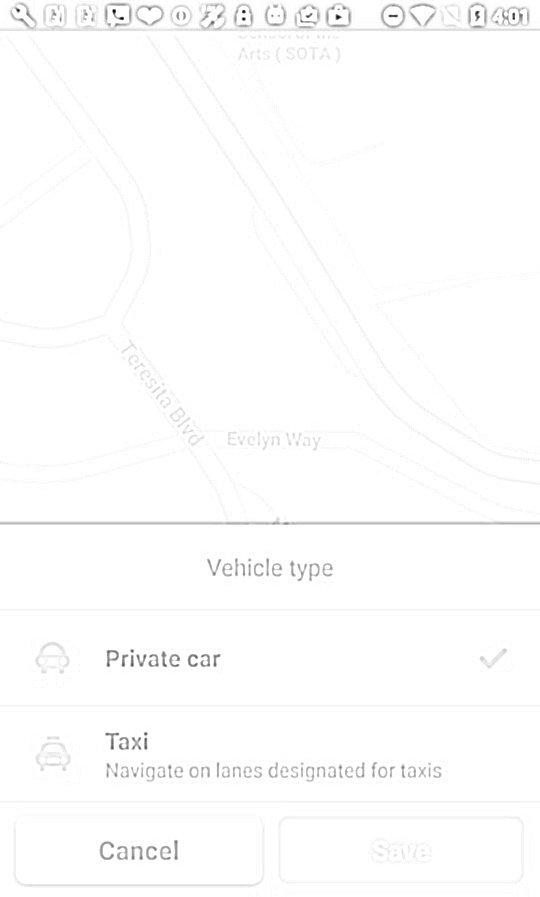 4:01
School of the
Arts ( SOTA )
Teresita Blvd
Evelyn Way
Vehicle type
Private car
Taxi
Navigate on lanes designated for taxis
Cancel
Save